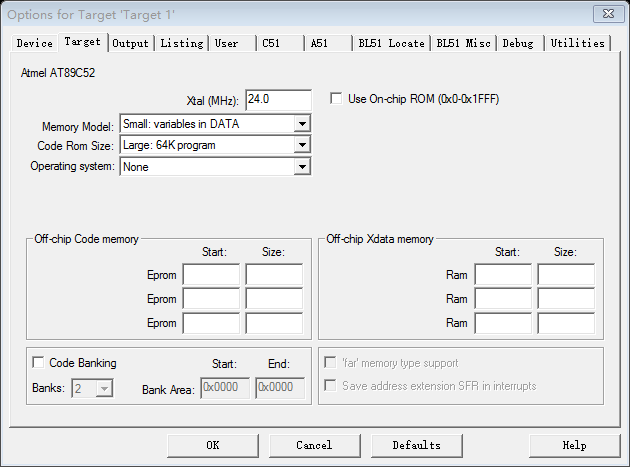 Options for Target 'Target 1'
Device Target Output Listing User C51 A51 BL51 Locate BL51 Misc Debug Utilities
Atmel AT89C52
Xtal (MHz): 24.0 Use On-chip ROM (0x0-0x1FFF)
Memory Model: Small: variables in DATA
Code Rom Size: Large: 64K program
Operating system: None
Off-chip Code memory
Start: Size:
Eprom
Eprom
Eprom
Off-chip Xdata memory
Start: Size:
Ram
Ram
Ram
Code Banking Start: End:
Banks: 2 Bank Area: 0x0000 0x0000
'far' memory type support
Save address extension SFR in interrupts
OK Cancel Defaults Help